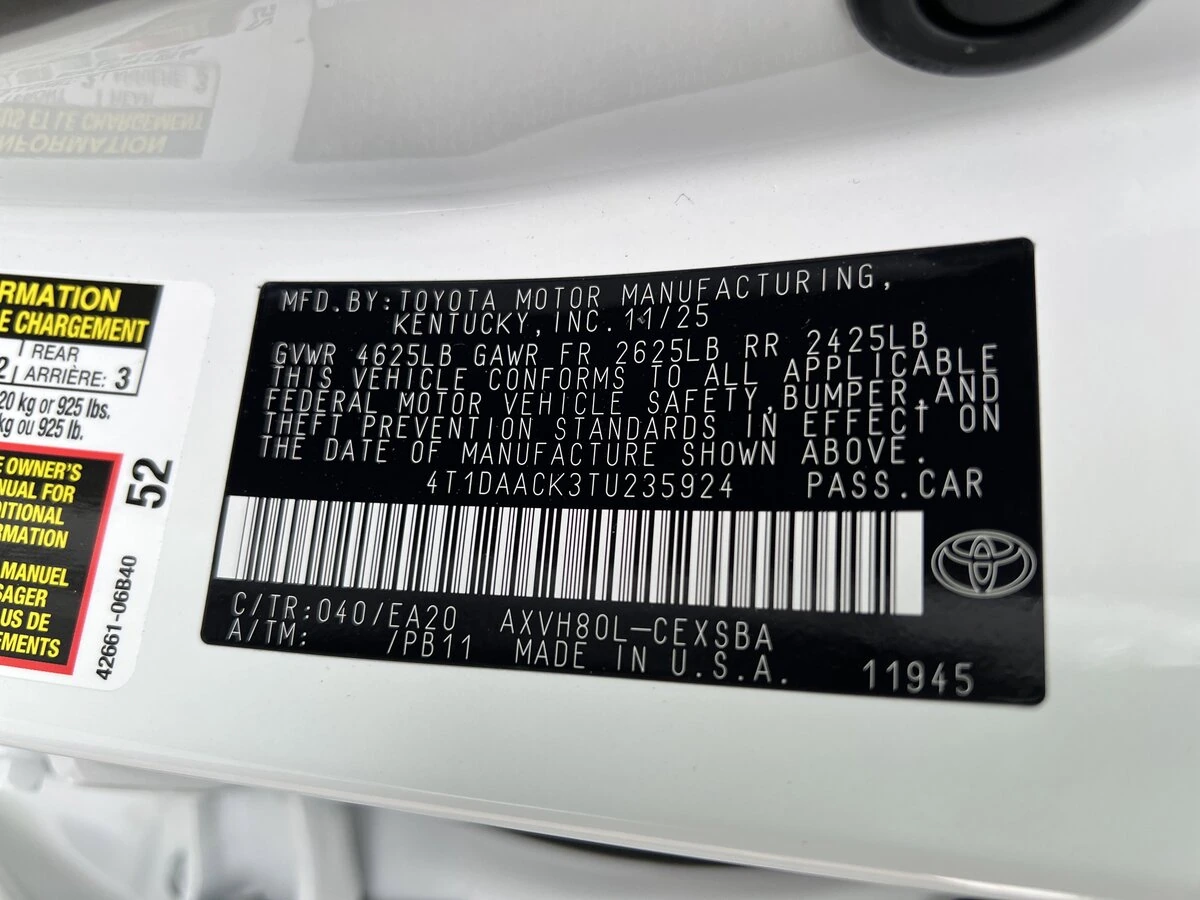 RMATION
E CHARGEMENT
2 REAR
ARRIÈRE: 3
20 kg or 925 lbs.
kg ou 925 lb.
E OWNER'S
NUAL FOR
DITIONAL
RMATION
MANUEL
SAGER
US DE
EMENTS
52
42661-06B40
MFD.BY:TOYOTA MOTOR MANUFACTURING,
KENTUCKY,INC.11/25
GVWR 4625LB GAWR FR 2625LB RR 2425LB
THIS VEHICLE CONFORMS TO ALL APPLICABLE
FEDERAL MOTOR VEHICLE SAFETY,BUMPER,AND
THEFT PREVENTION STANDARDS IN EFFECT ON
THE DATE OF MANUFACTURE SHOWN ABOVE.
4T1DAACK3TU235924 PASS.CAR
C/TR:040/EA20 AXVH80L-CEXSBA
A/TM: /PB11 MADE IN U.S.A. 11945